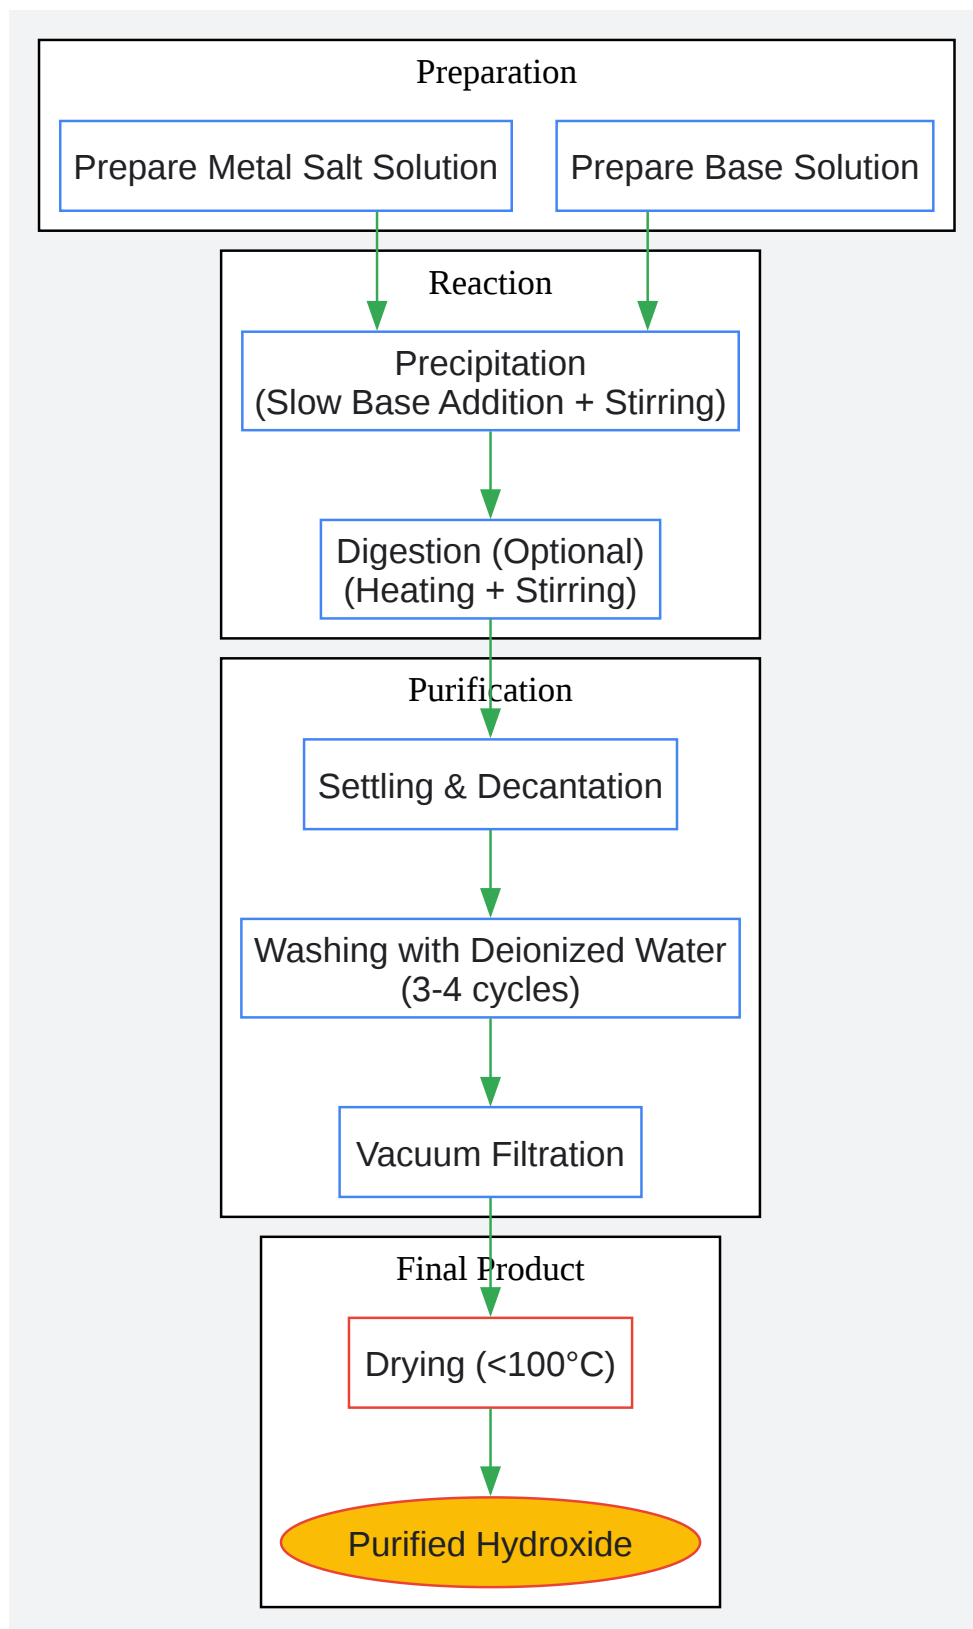 Preparation
Prepare Metal Salt Solution
Prepare Base Solution
Reaction
Precipitation
(Slow Base Addition + Stirring)
Digestion (Optional)
(Heating + Stirring)
Purification
Settling & Decantation
Washing with Deionized Water
(3-4 cycles)
Vacuum Filtration
Final Product
Drying (<100°C)
Purified Hydroxide